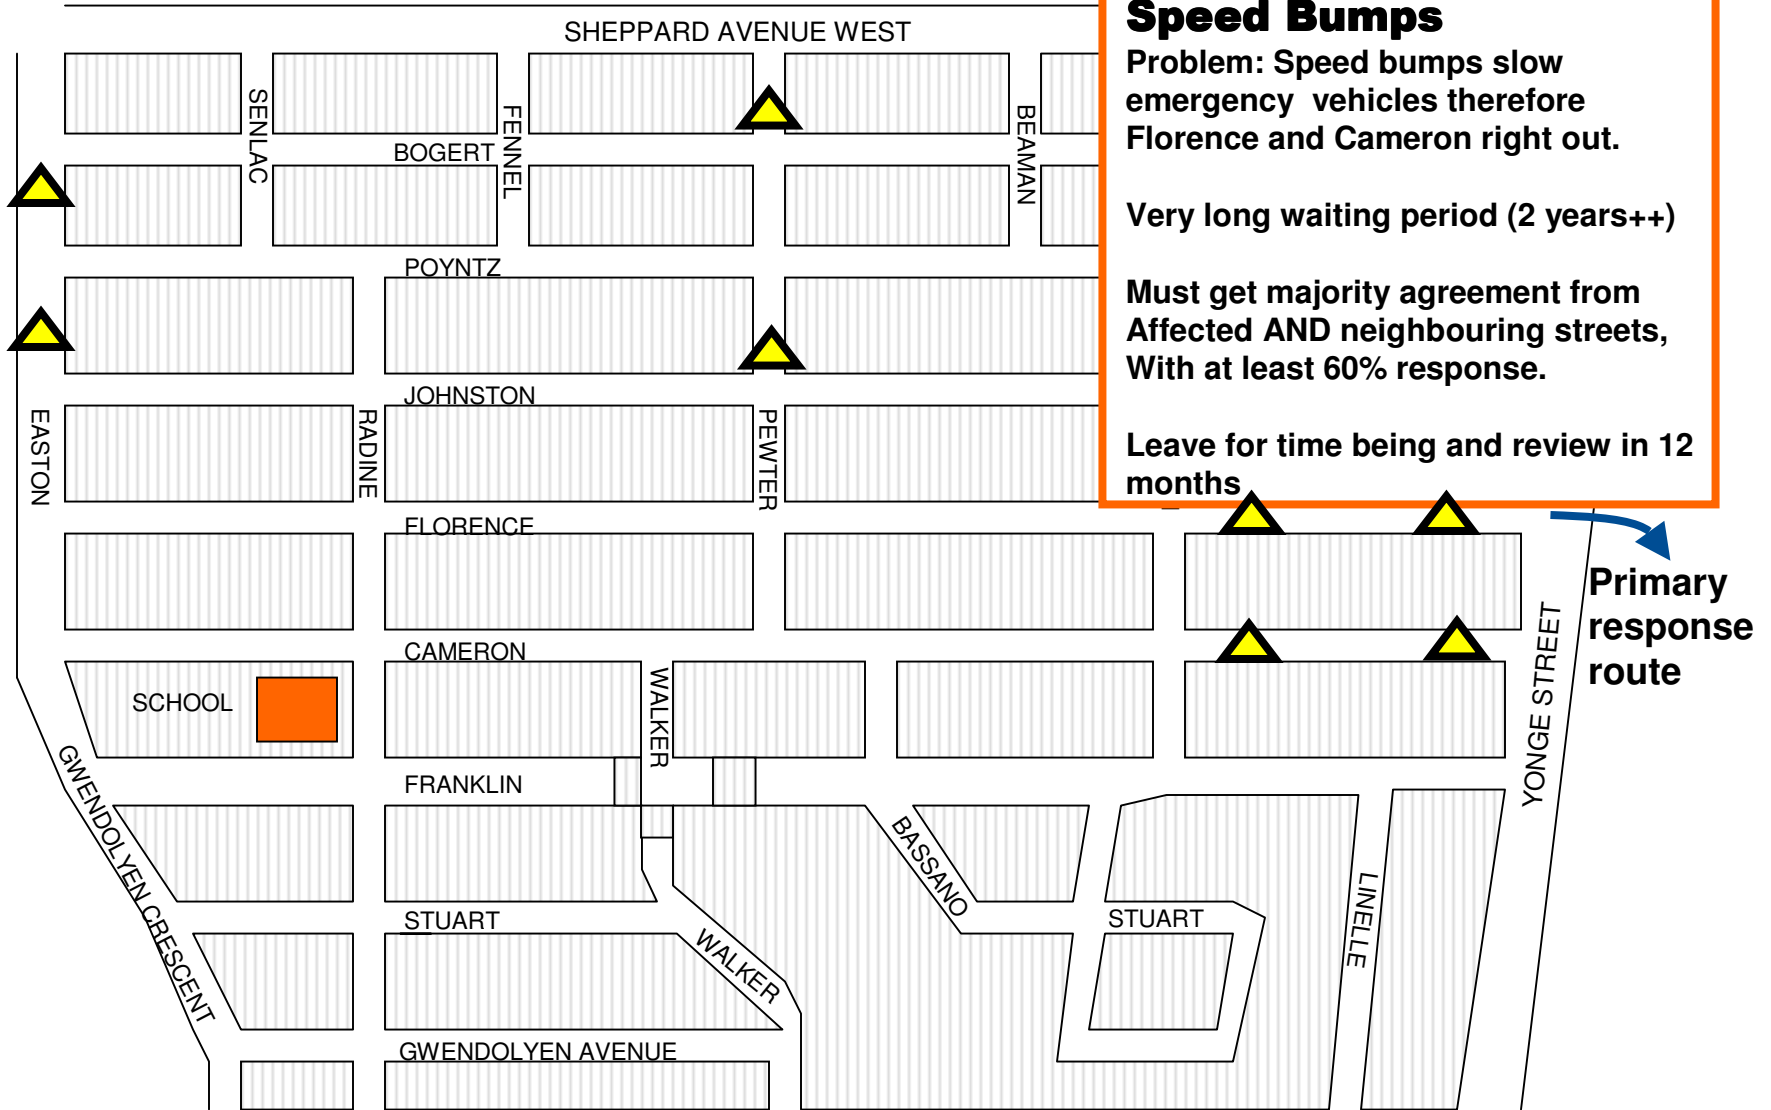 SHEPPARD AVENUE WEST
Speed Bumps
Problem: Speed bumps slow
emergency  vehicles therefore
Florence and Cameron right out.
Very long waiting period (2 years++)
Must get majority agreement from
Affected AND neighbouring streets,
With at least 60% response.
Leave for time being and review in 12
months
SENLAC
FENNEL
BEAMAN
BOGERT
POYNTZ
JOHNSTON
EASTON
RADINE
PEWTER
FLORENCE
Primary
response
route
CAMERON
SCHOOL
WALKER
YONGE STREET
FRANKLIN
GWENDOLYEN CRESCENT
BASSANO
LINELLE
STUART
STUART
WALKER
GWENDOLYEN AVENUE